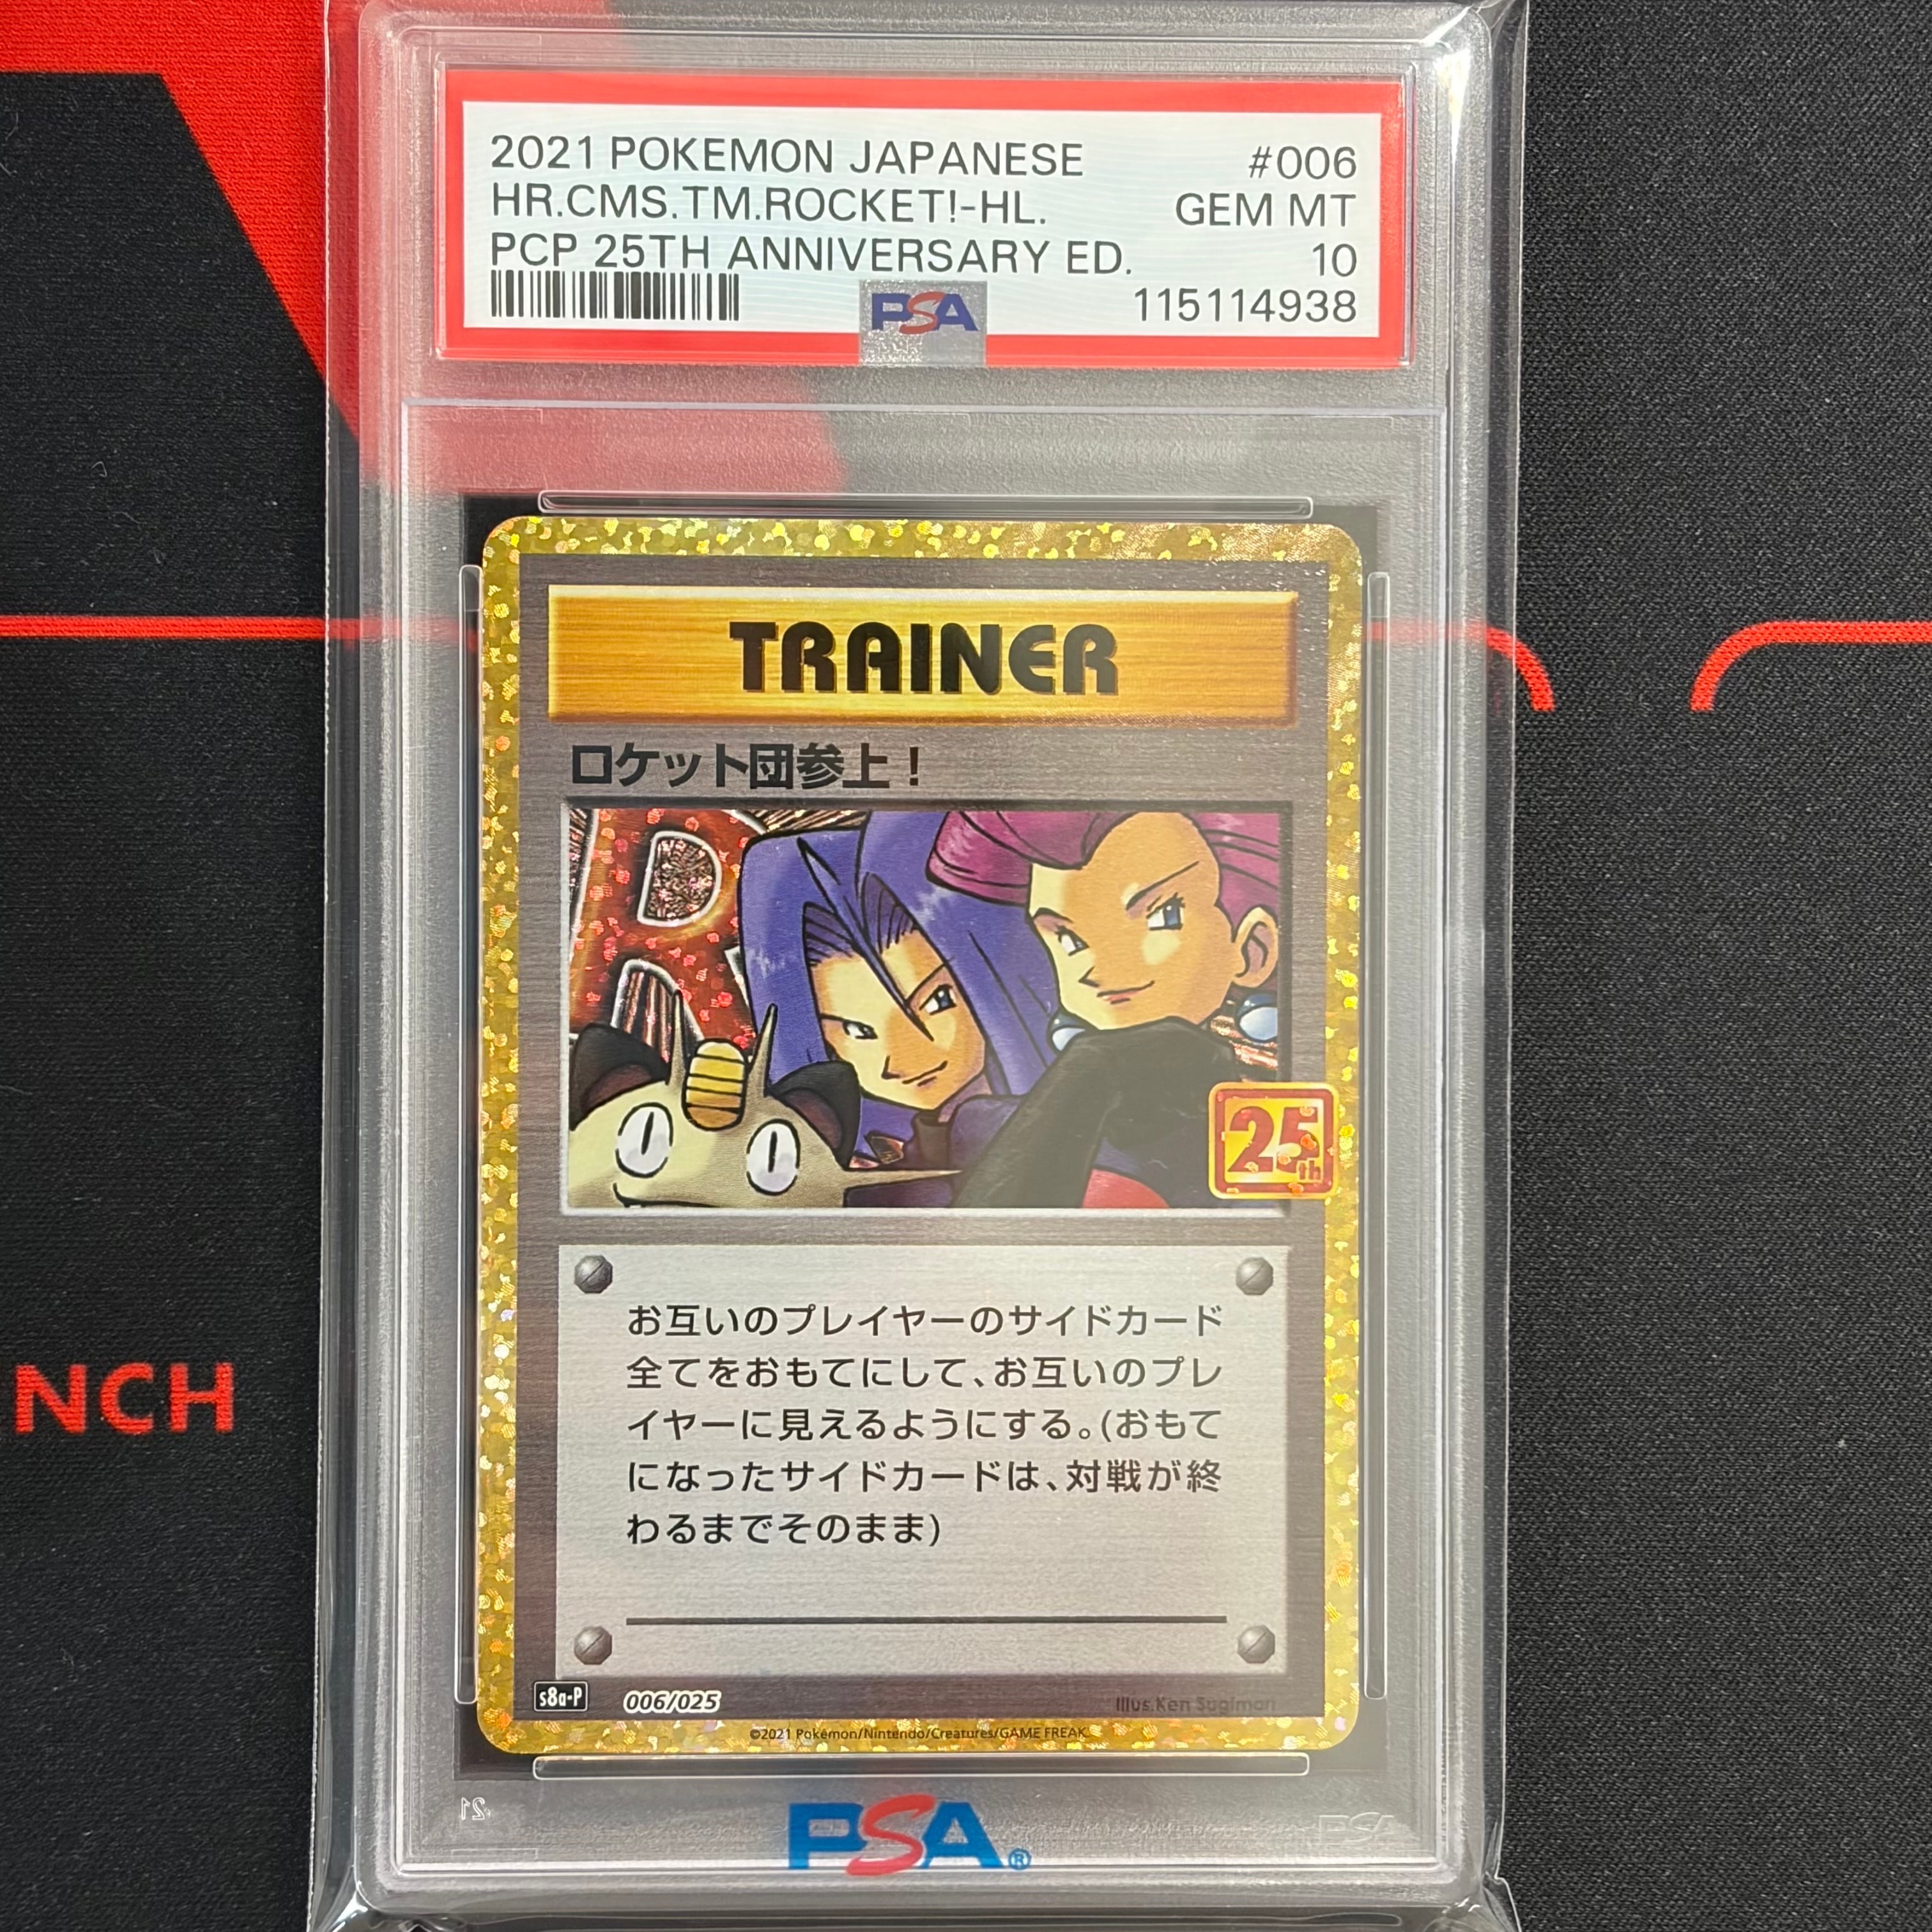 2021 POKEMON JAPANESE #006
HR.CMS.TM.ROCKET!-HL. GEM MT
PCP 25TH ANNIVERSARY ED. 10
PSA 115114938
TRAINER
ロケット団参上!
R
25th
お互いのプレイヤーのサイドカード
全てをおもてにして、お互いのプレ
イヤーに見えるようにする。(おもて
になったサイドカードは、対戦が終
わるまでそのまま)
s8a-P 006/025 Illus.Ken Sugimori
©2021 Pokémon/Nintendo/Creatures/GAME FREAK
NCH
PSA®
PSA